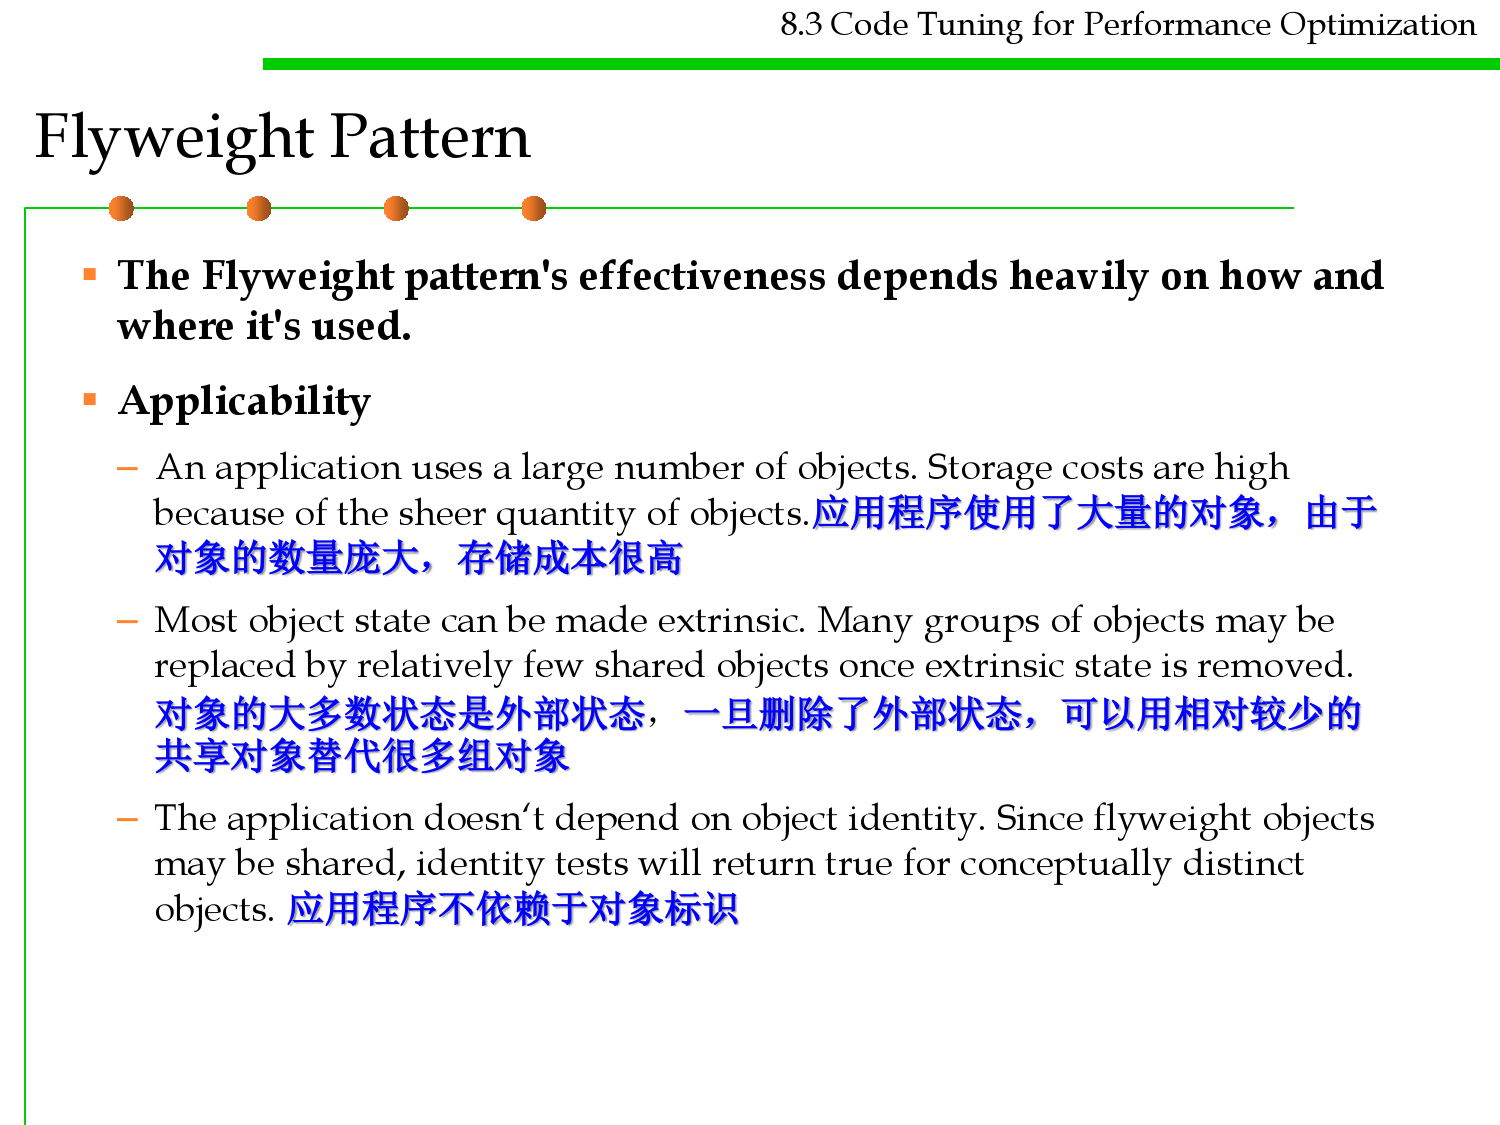 8.3 Code Tuning for Performance Optimization
Flyweight Pattern
▪ The Flyweight pattern's effectiveness depends heavily on how and
where it's used.
▪ Applicability
– An application uses a large number of objects. Storage costs are high
because of the sheer quantity of objects.应用程序使用了大量的对象，由于
对象的数量庞大，存储成本很高
– Most object state can be made extrinsic. Many groups of objects may be
replaced by relatively few shared objects once extrinsic state is removed.
对象的大多数状态是外部状态，一旦删除了外部状态，可以用相对较少的
共享对象替代很多组对象
– The application doesn‘t depend on object identity. Since flyweight objects
may be shared, identity tests will return true for conceptually distinct
objects. 应用程序不依赖于对象标识